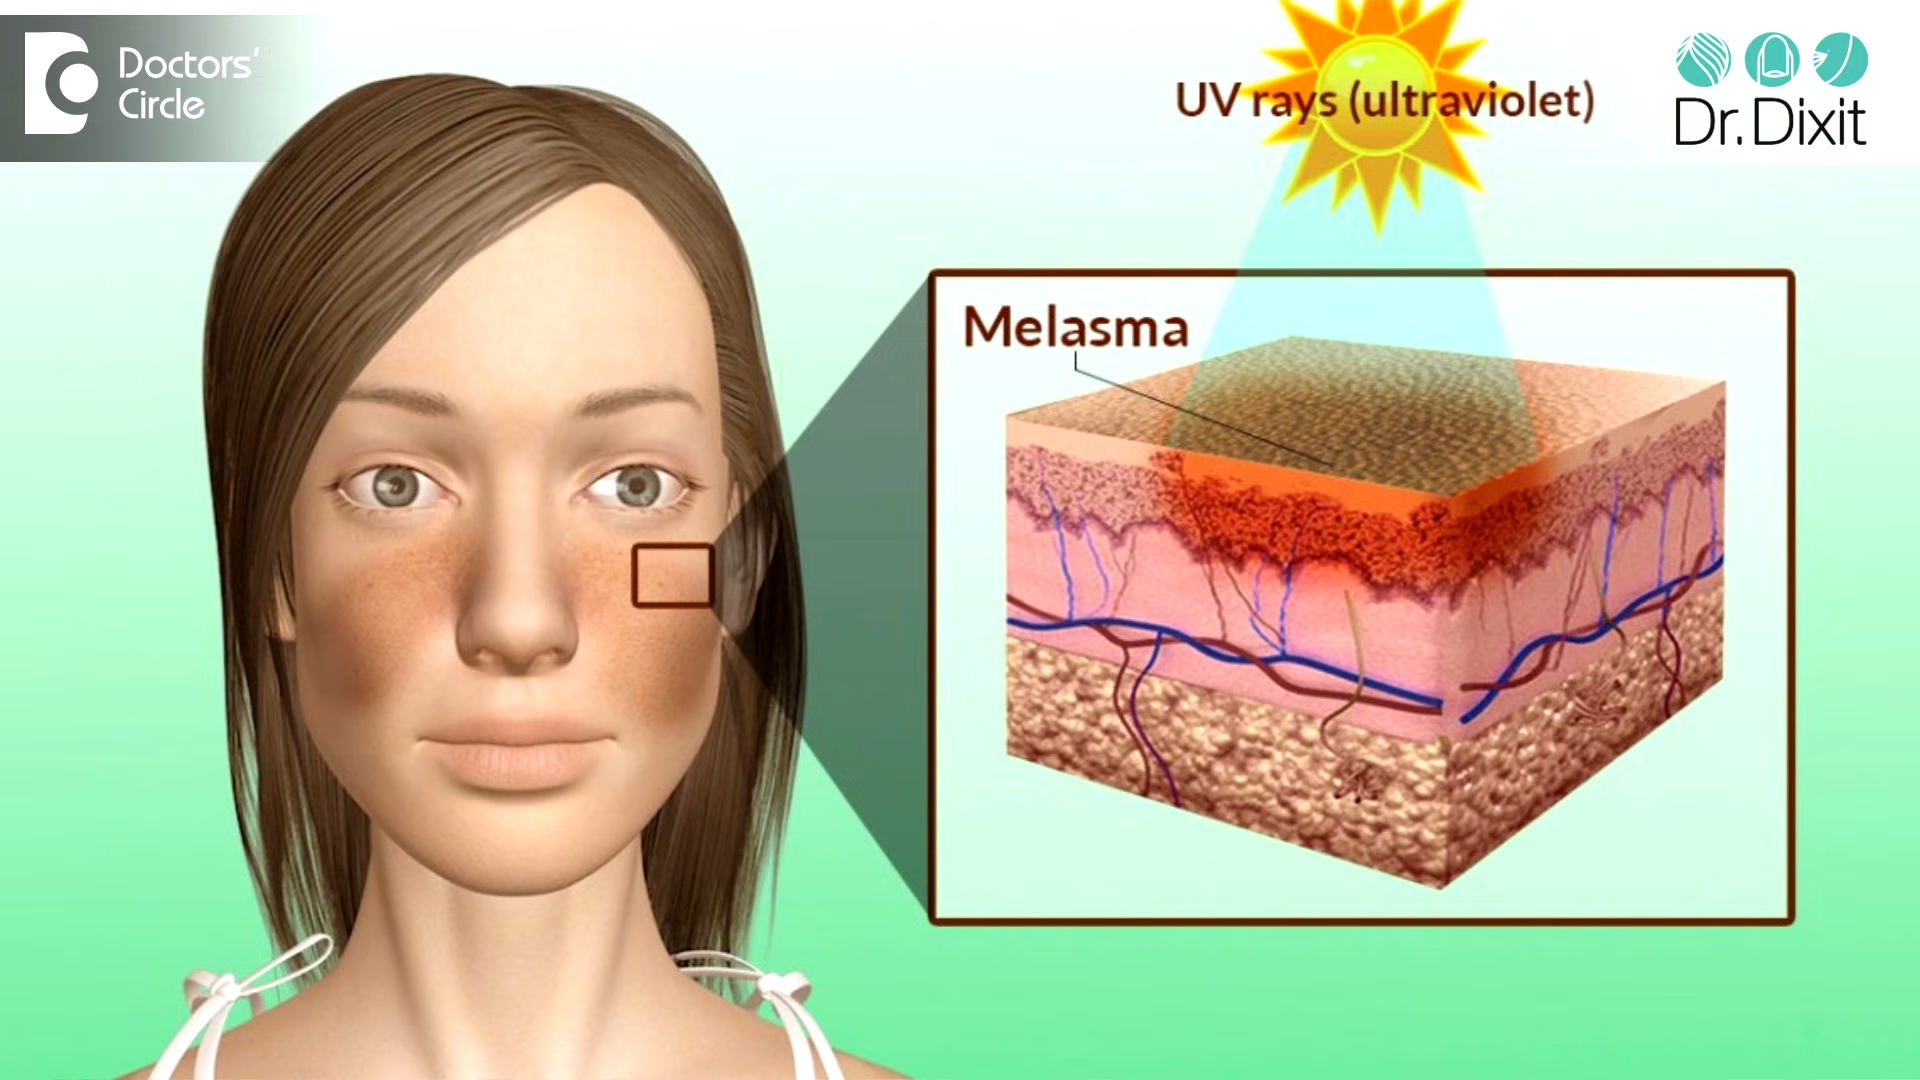 Doctors'
Circle
UV rays (ultraviolet)
Dr.Dixit
Melasma